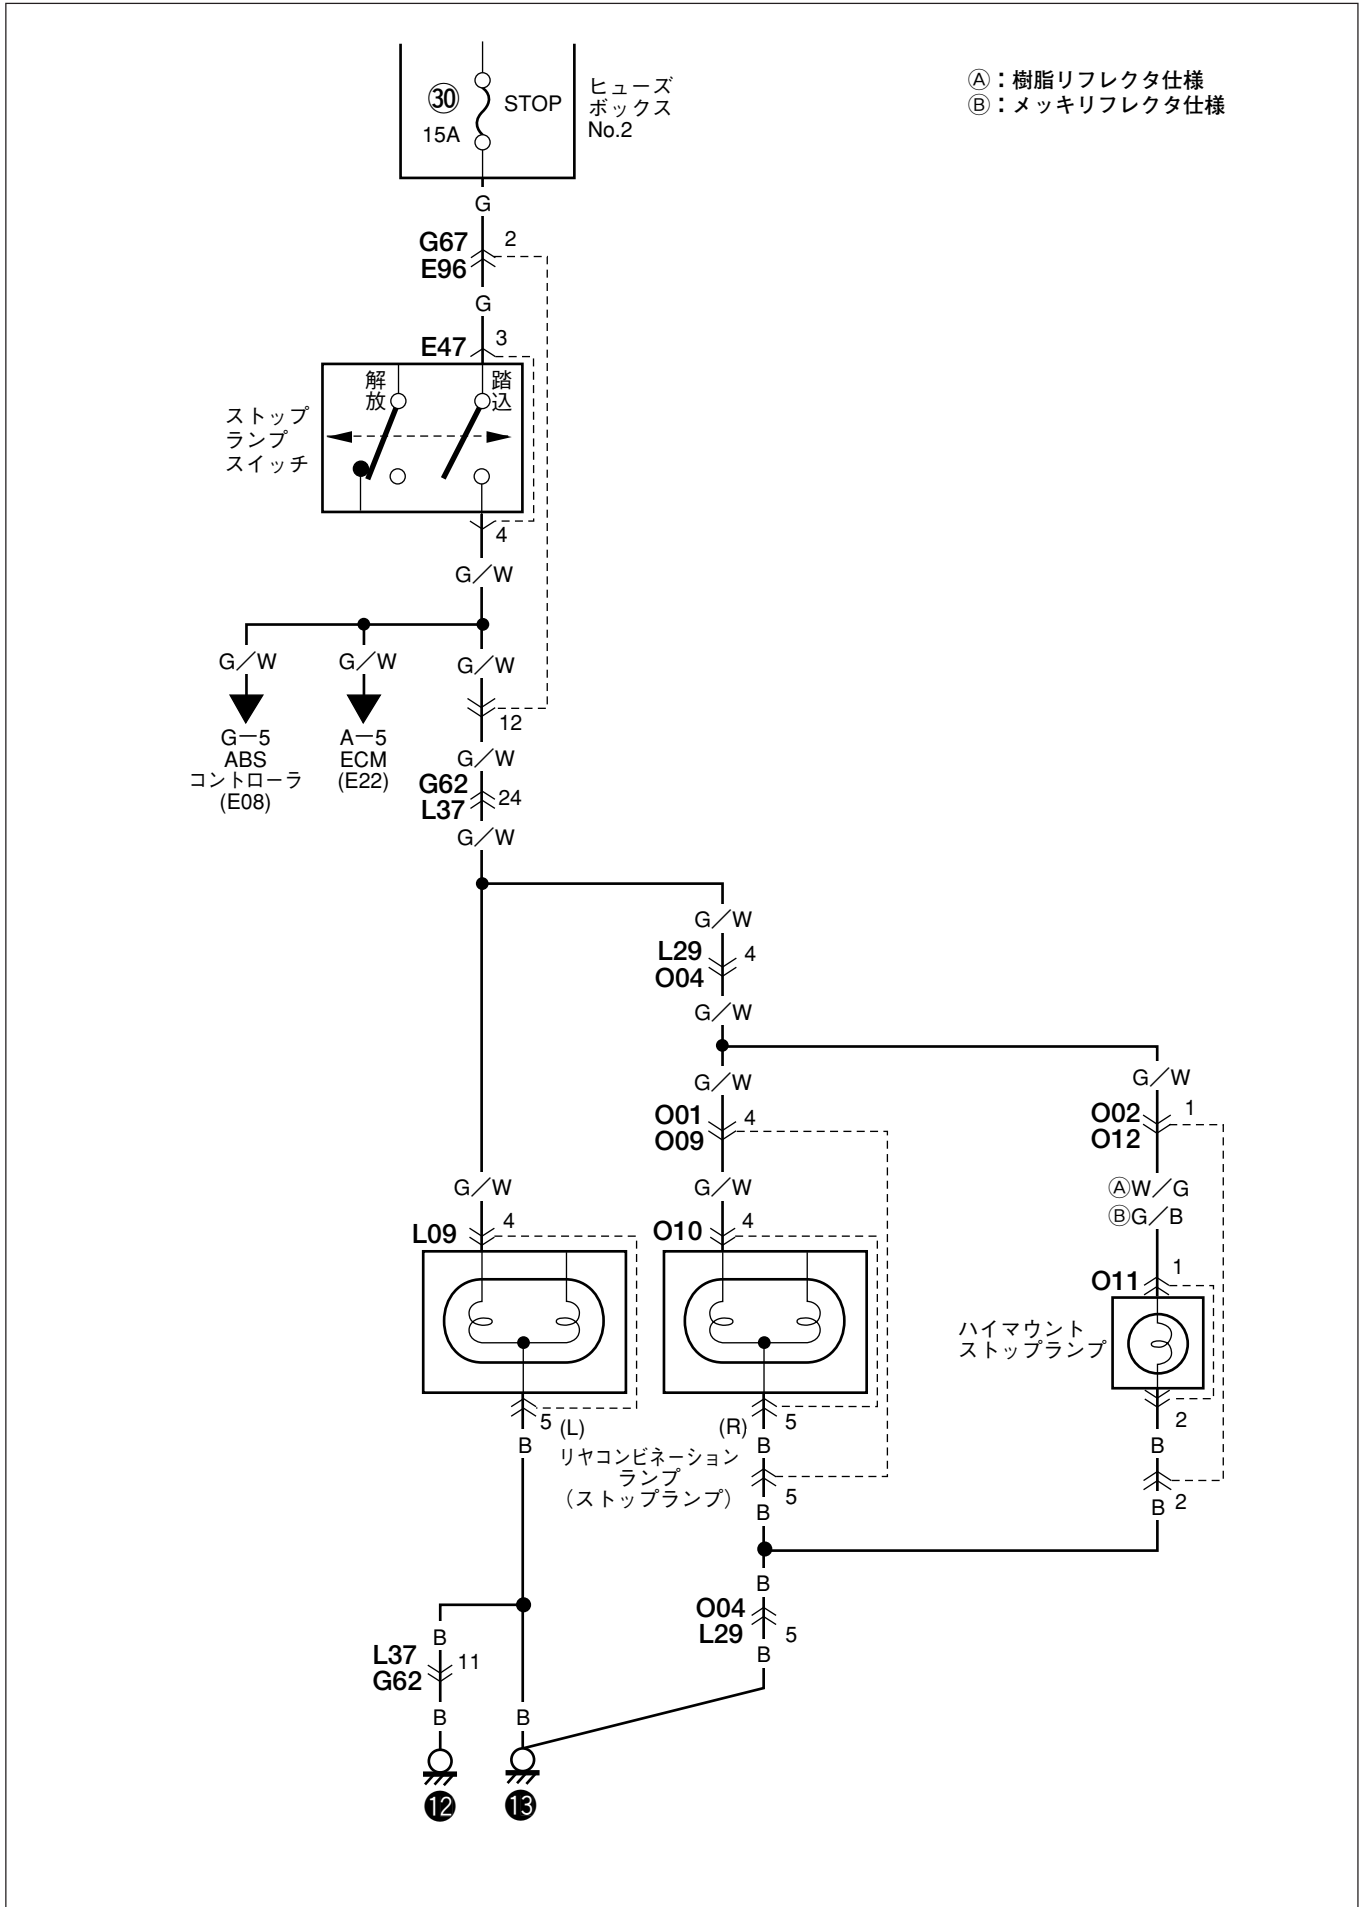 Ⓐ：樹脂リフレクタ仕様
Ⓑ：メッキリフレクタ仕様
㉚
15A
STOP
ヒューズ
ボックス
No.2
G
G67
E96
2
G
E47
3
解放
踏込
ストップ
ランプ
スイッチ
4
G/W
G/W
G/W
G/W
G−5
ABS
コントローラ
(E08)
A−5
ECM
(E22)
12
G/W
G62
L37
24
G/W
G/W
L29
O04
4
G/W
G/W
G/W
O01
O09
4
O02
O12
1
G/W
G/W
ⒶW/G
ⒷG/B
L09
4
O10
4
O11
1
ハイマウント
ストップランプ
5
(L)
(R)
5
2
B
B
B
リヤコンビネーション
ランプ
（ストップランプ）
5
2
B
B
B
O04
L29
5
B
B
L37
G62
11
B
B
⓬
⓭